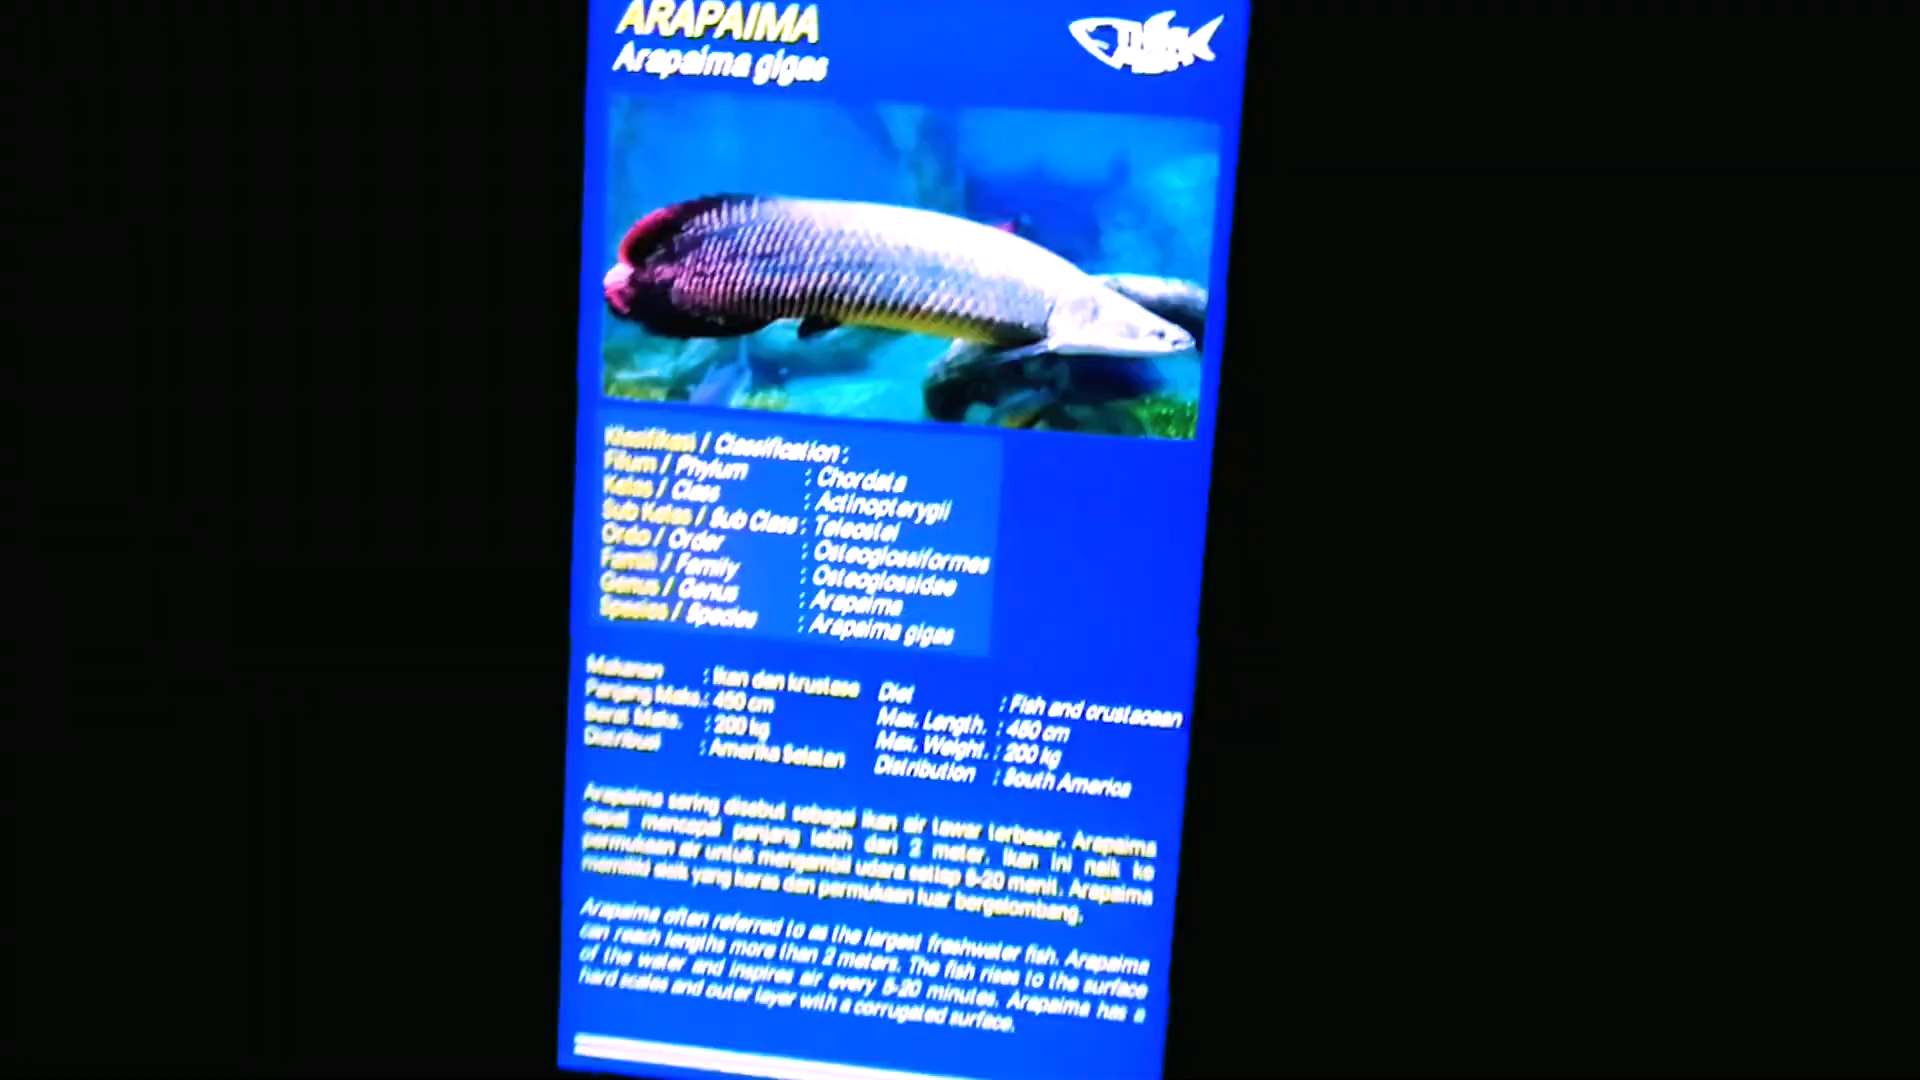 ARAPAIMA
Arapaima gigas
Klasifikasi / Classification :
Filum / Phylum : Chordata
Kelas / Class : Actinopterygii
Sub Kelas / Sub Class : Teleostei
Ordo / Order : Osteoglossiformes
Famili / Family : Osteoglossidae
Genus / Genus : Arapaima
Spesies / Species : Arapaima gigas
Makanan : Ikan dan krustase
Panjang Maks. : 450 cm
Berat Maks. : 200 kg
Distribusi : Amerika Selatan
Diet : Fish and crustacean
Max. Length. : 450 cm
Max. Weight. : 200 kg
Distribution : South America
Arapaima sering disebut sebagai ikan air tawar terbesar. Arapaima
dapat mencapai panjang lebih dari 2 meter. Ikan ini naik ke
permukaan air untuk mengambil udara setiap 5-20 menit. Arapaima
memiliki sisik yang keras dan permukaan luar bergelombang.
Arapaima often referred to as the largest freshwater fish. Arapaima
can reach lengths more than 2 meters. The fish rises to the surface
of the water and inspires air every 5-20 minutes. Arapaima has a
hard scales and outer layer with a corrugated surface.